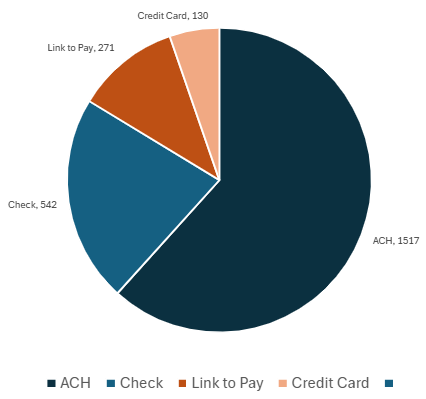 Credit Card, 130
Link to Pay, 271
Check, 542
ACH, 1517
ACH Check Link to Pay Credit Card